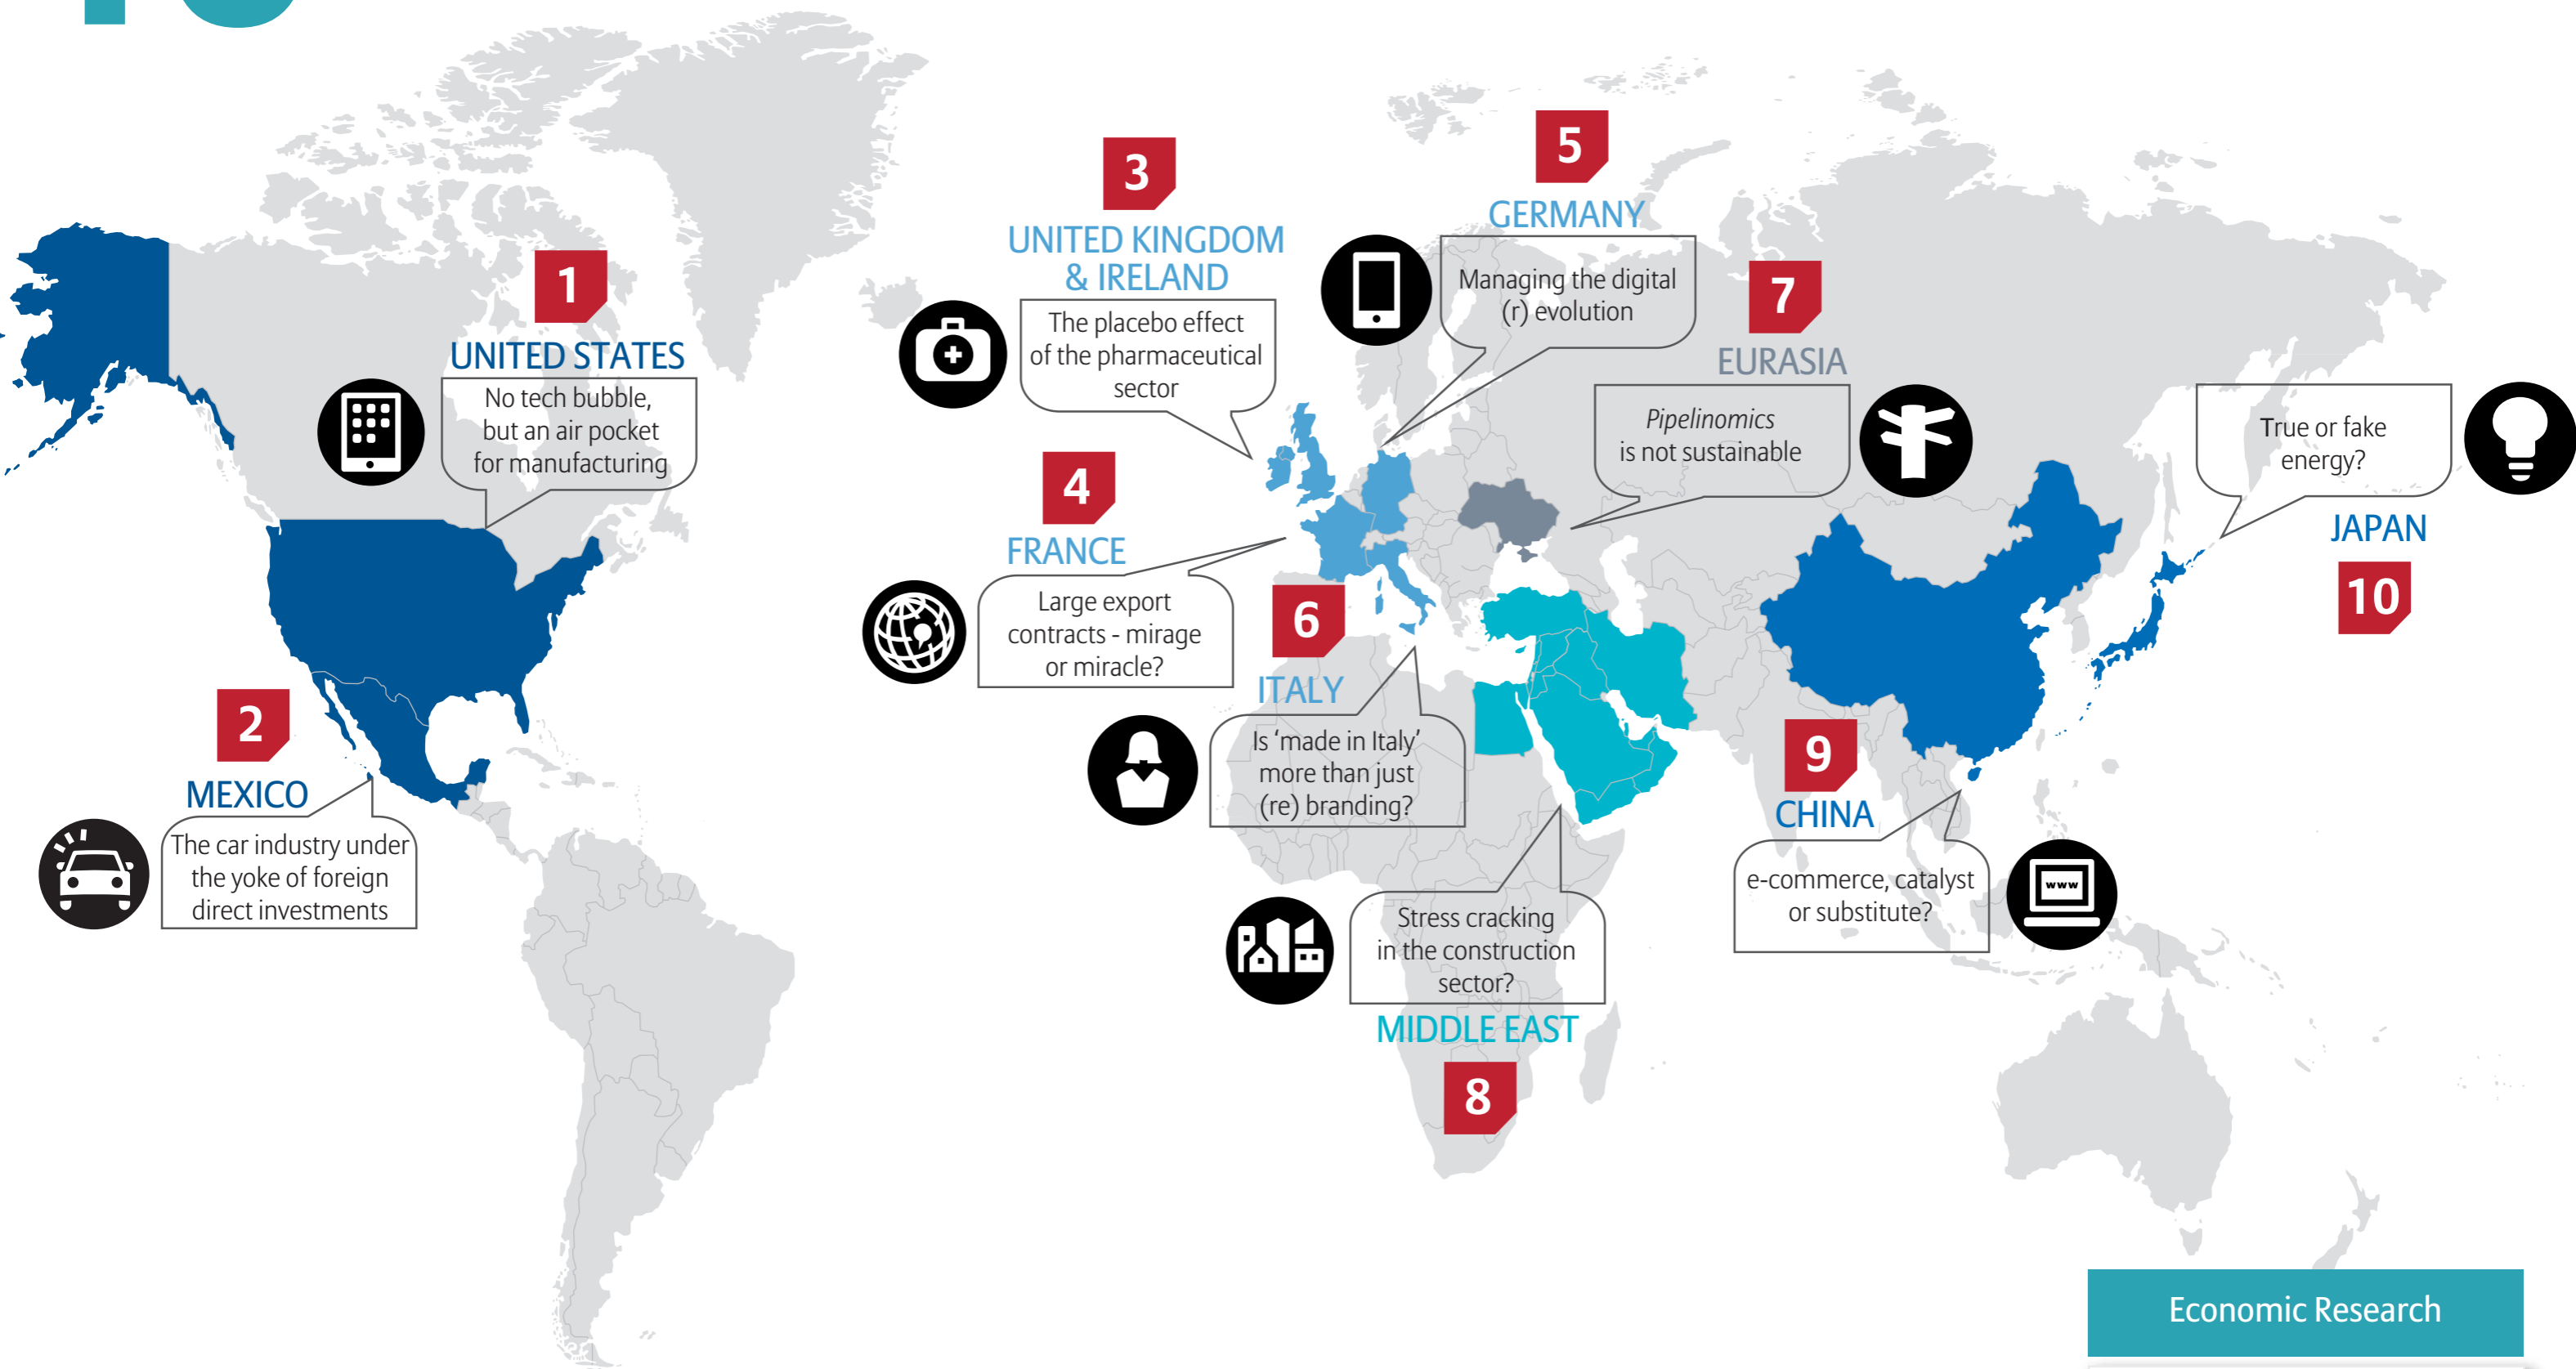 1
UNITED STATES
No tech bubble,
but an air pocket
for manufacturing
2
MEXICO
The car industry under
the yoke of foreign
direct investments
3
UNITED KINGDOM
& IRELAND
The placebo effect
of the pharmaceutical
sector
4
FRANCE
Large export
contracts - mirage
or miracle?
5
GERMANY
Managing the digital
(r) evolution
6
ITALY
Is ‘made in Italy’
more than just
(re) branding?
7
EURASIA
Pipelinomics
is not sustainable
Stress cracking
in the construction
sector?
MIDDLE EAST
8
9
CHINA
e-commerce, catalyst
or substitute?
www
True or fake
energy?
JAPAN
10
Economic Research